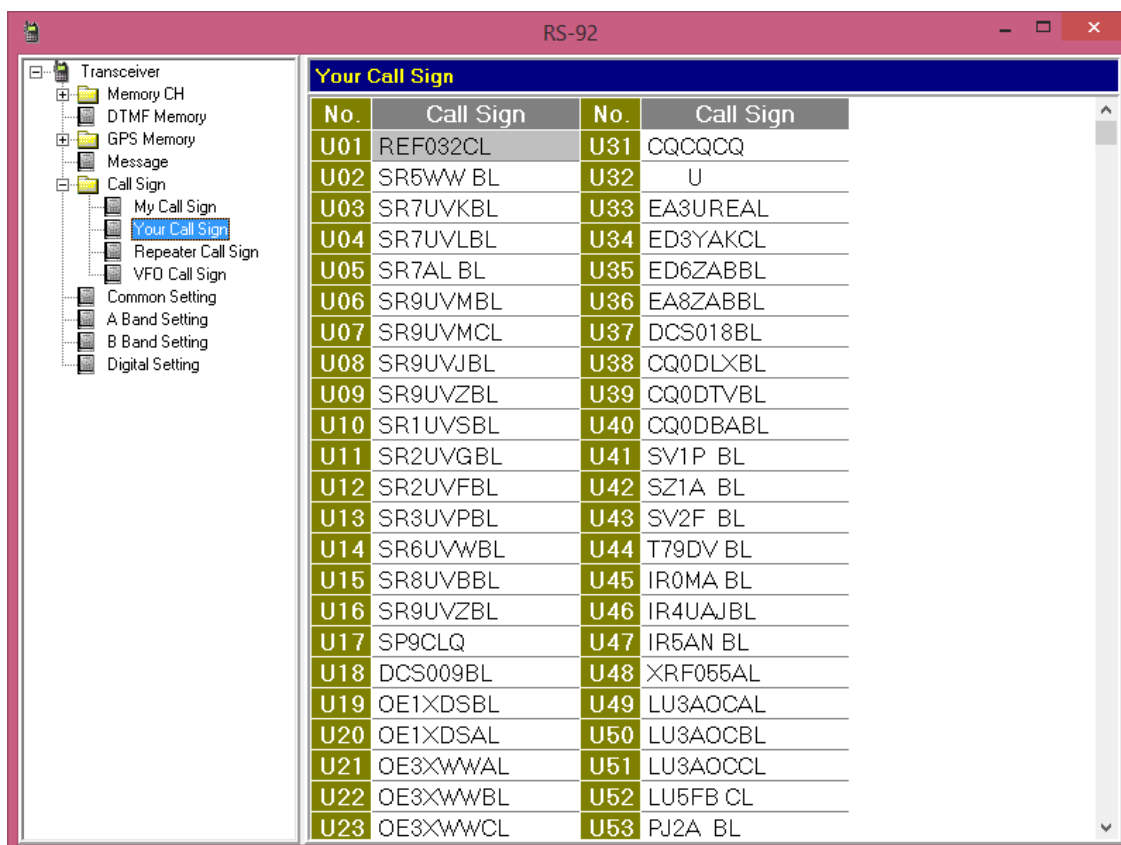 RS-92
Transceiver
Memory CH
DTMF Memory
GPS Memory
Message
Call Sign
My Call Sign
Your Call Sign
Repeater Call Sign
VFO Call Sign
Common Setting
A Band Setting
B Band Setting
Digital Setting
Your Call Sign
No. Call Sign No. Call Sign
U01 REF032CL U31 CQCQCQ
U02 SR5WW BL U32 U
U03 SR7UVKBL U33 EA3UREAL
U04 SR7UVLBL U34 ED3YAKCL
U05 SR7AL BL U35 ED6ZABBL
U06 SR9UVMBL U36 EA8ZABBL
U07 SR9UVMCL U37 DCS018BL
U08 SR9UVJBL U38 CQ0DLXBL
U09 SR9UVZBL U39 CQ0DTVBL
U10 SR1UVSBL U40 CQ0DBABL
U11 SR2UVGBL U41 SV1P BL
U12 SR2UVFBL U42 SZ1A BL
U13 SR3UVPBL U43 SV2F BL
U14 SR6UVWBL U44 T79DV BL
U15 SR8UVBBL U45 IR0MA BL
U16 SR9UVZBL U46 IR4UAJBL
U17 SP9CLQ U47 IR5AN BL
U18 DCS009BL U48 XRF055AL
U19 OE1XDSBL U49 LU3AOCAL
U20 OE1XDSAL U50 LU3AOCBL
U21 OE3XWWAL U51 LU3AOCCL
U22 OE3XWWBL U52 LU5FB CL
U23 OE3XWWCL U53 PJ2A BL